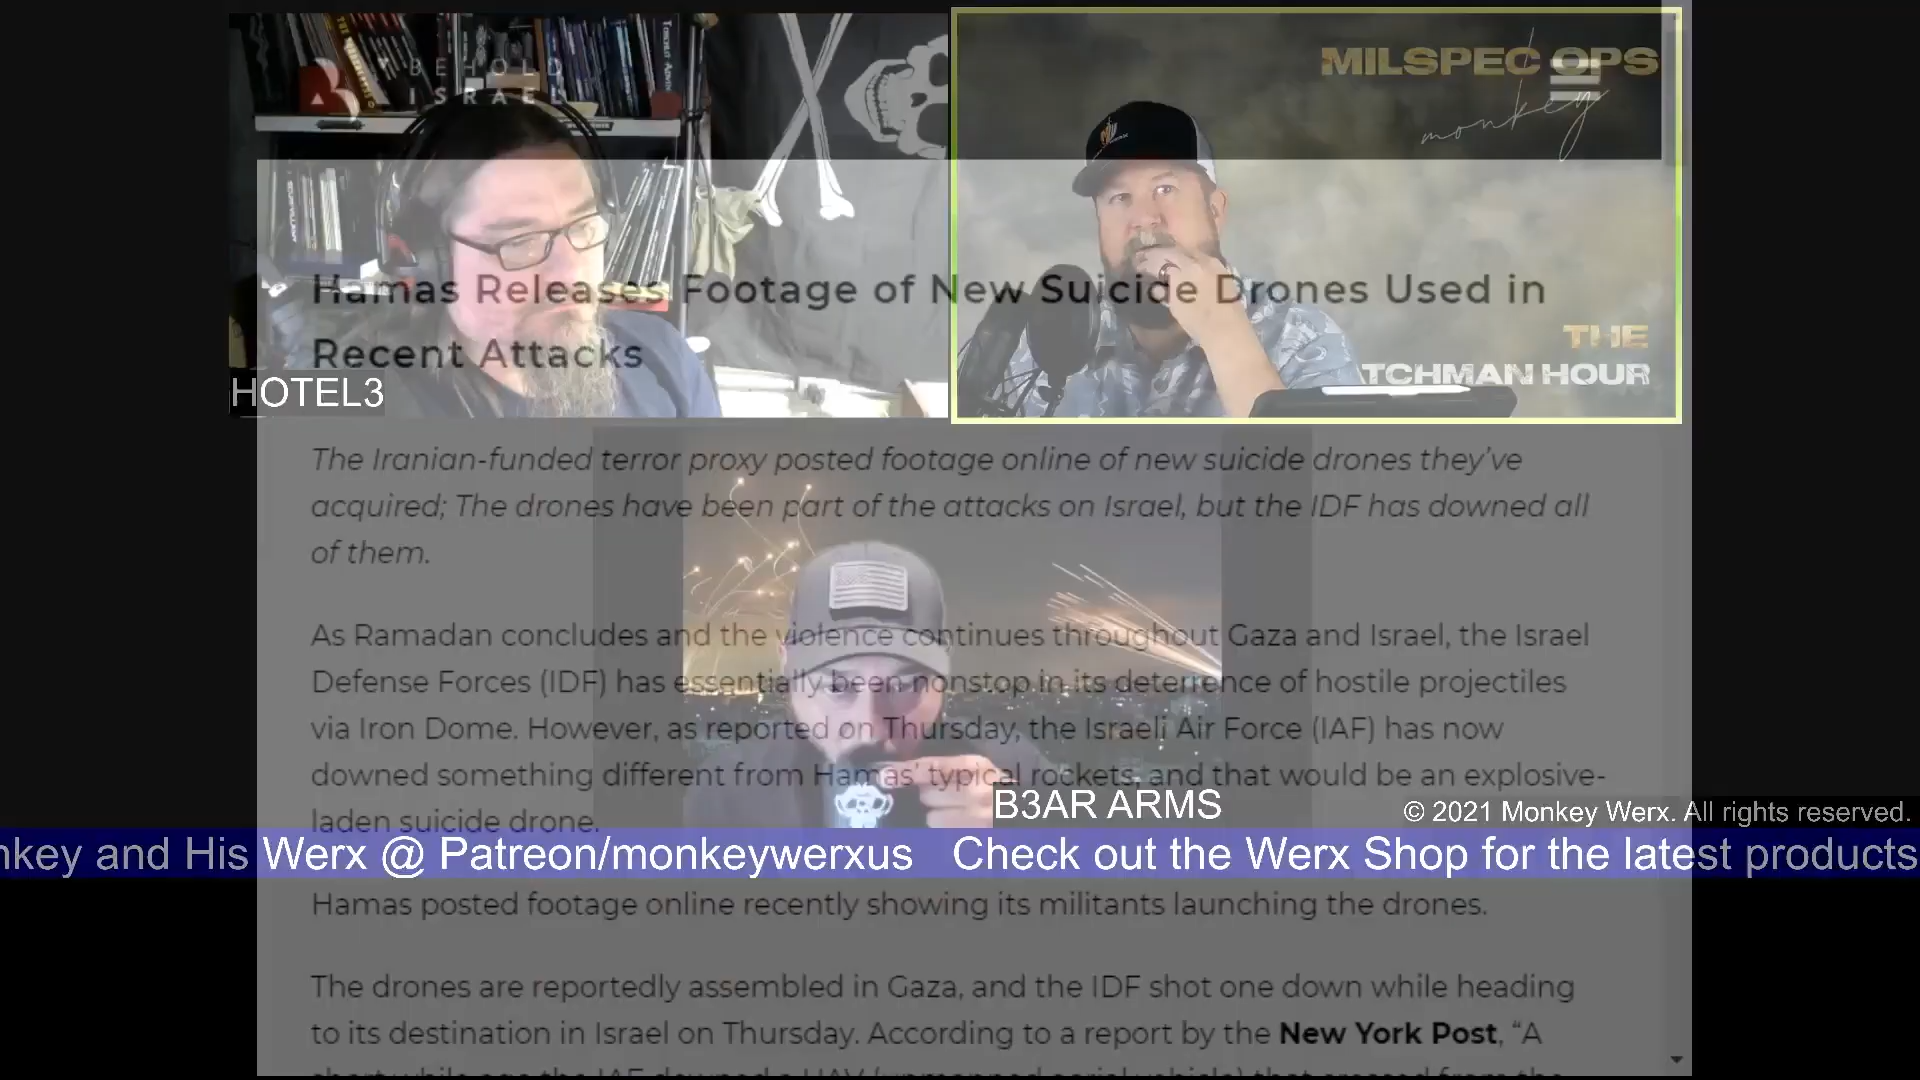 BEHOLD
ISRAEL
MILSPEC OPS
monkey
Hamas Releases Footage of New Suicide Drones Used in
Recent Attacks
THE
TCHMAN HOUR
HOTEL3
The Iranian-funded terror proxy posted footage online of new suicide drones they've
acquired; The drones have been part of the attacks on Israel, but the IDF has downed all
of them.
As Ramadan concludes and the violence continues throughout Gaza and Israel, the Israel
Defense Forces (IDF) has essentially been nonstop in its deterrence of hostile projectiles
via Iron Dome. However, as reported on Thursday, the Israeli Air Force (IAF) has now
downed something different from Hamas' typical rockets, and that would be an explosive-
laden suicide drone.
B3AR ARMS
© 2021 Monkey Werx. All rights reserved.
nkey and His Werx @ Patreon/monkeywerxus Check out the Werx Shop for the latest products
Hamas posted footage online recently showing its militants launching the drones.
The drones are reportedly assembled in Gaza, and the IDF shot one down while heading
to its destination in Israel on Thursday. According to a report by the New York Post, “A